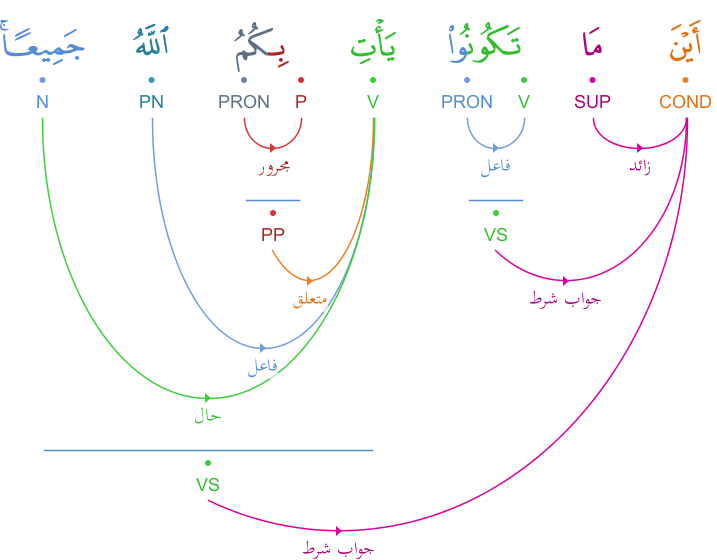 أَيْنَ مَا تَكُونُوا۟ يَأْتِ بِكُمُ ٱللَّهُ جَمِيعًا ۚ
COND SUP V PRON V P PRON PN N
زائد فاعل مجرور
VS PP
جواب شرط متعلق
فاعل
حال
VS
جواب شرط